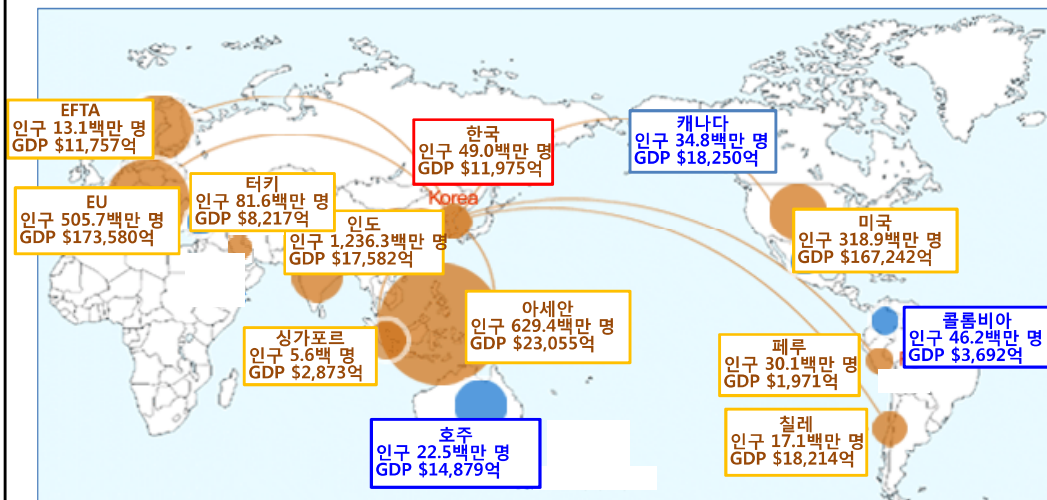 EFTA
인구 13.1백만 명
GDP $11,757억
한국
인구 49.0백만 명
GDP $11,975억
캐나다
인구 34.8백만 명
GDP $18,250억
EU
인구 505.7백만 명
GDP $173,580억
터키
인구 81.6백만 명
GDP $8,217억
Korea
인도
인구 1,236.3백만 명
GDP $17,582억
미국
인구 318.9백만 명
GDP $167,242억
아세안
인구 629.4백만 명
GDP $23,055억
싱가포르
인구 5.6백 명
GDP $2,873억
콜롬비아
인구 46.2백만 명
GDP $3,692억
페루
인구 30.1백만 명
GDP $1,971억
칠레
인구 17.1백만 명
GDP $18,214억
호주
인구 22.5백만 명
GDP $14,879억